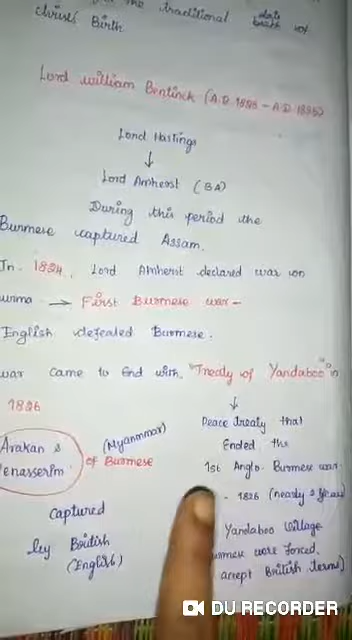 the traditional date
Christ Birth birth of
Lord William Bentinck (A.D. 1828 - A.D. 1835)
Lord Hastings
↓
Lord Amherst (BA)
During this period the
Burmese captured Assam.
In 1824, Lord Amherst declared war on
urma → First Burmese war -
English defeated Burmese.
war came to End with, "Treaty of Yandaboo" in
1826
↓
Arakan &
enasserim
(Myanmmar)
of Burmese
captured
by British
(English)
Peace treaty that
Ended the
1st Anglo-Burmese war.
- 1826 (nearly 2 years)
Yandaboo Village
urmese were forced,
accept British terms]
DU RECORDER